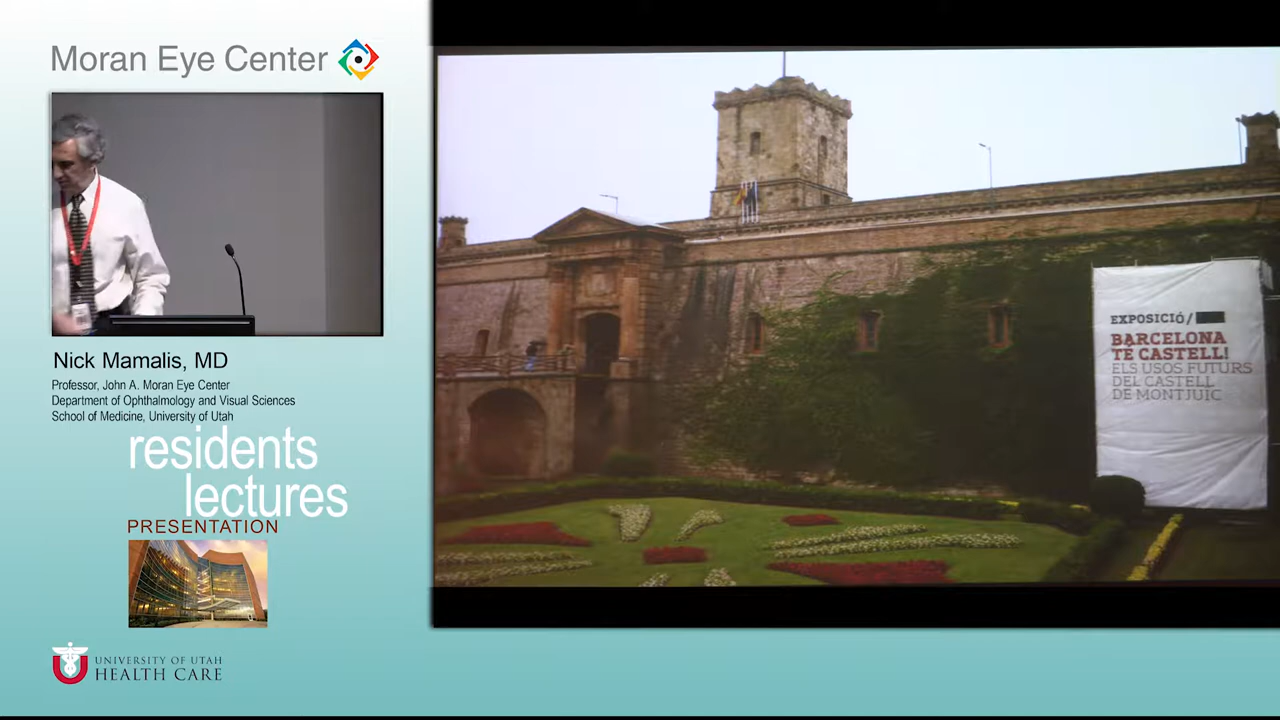 Moran Eye Center
Nick Mamalis, MD
Professor, John A. Moran Eye Center
Department of Ophthalmology and Visual Sciences
School of Medicine, University of Utah
residents
lectures
PRESENTATION
UNIVERSITY OF UTAH
HEALTH CARE
EXPOSICIÓ/
BARCELONA
TÉ CASTELL!
ELS USOS FUTURS
DEL CASTELL
DE MONTJUIC